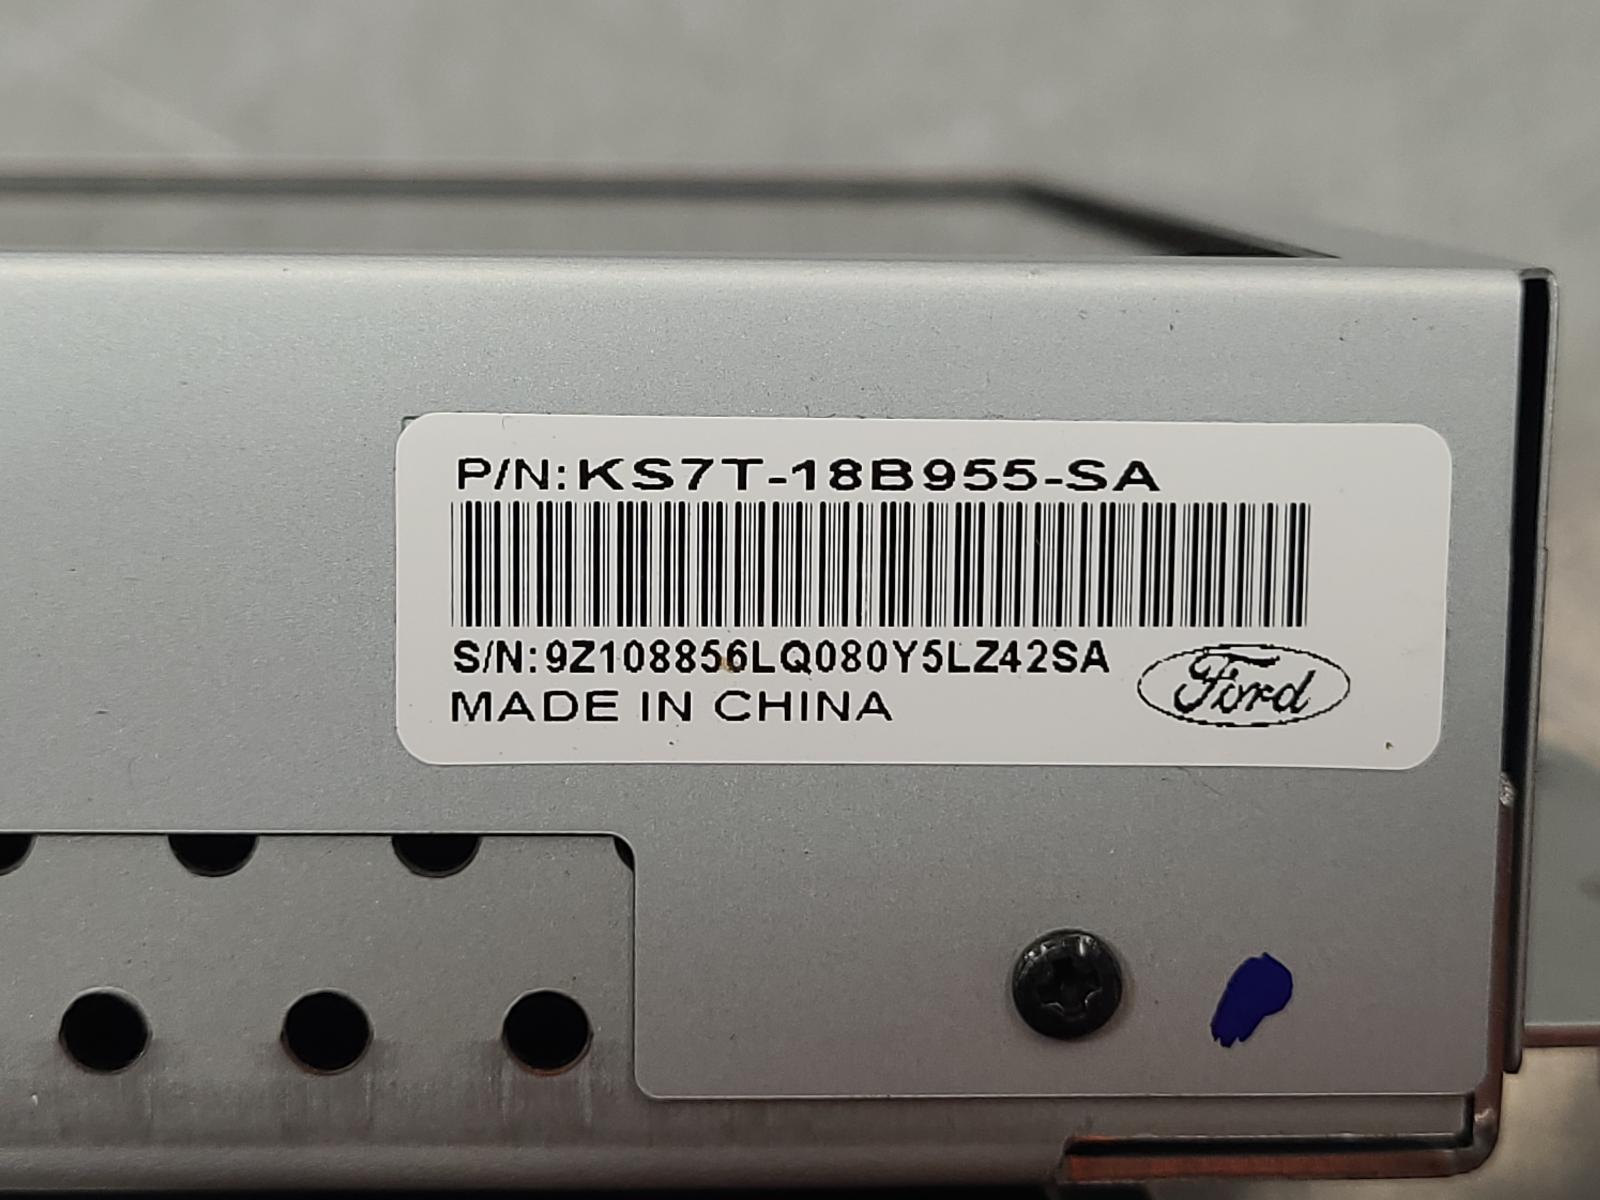 P/N:KS7T-18B955-SA
S/N:9Z108856LQ080Y5LZ42SA
MADE IN CHINA
Ford